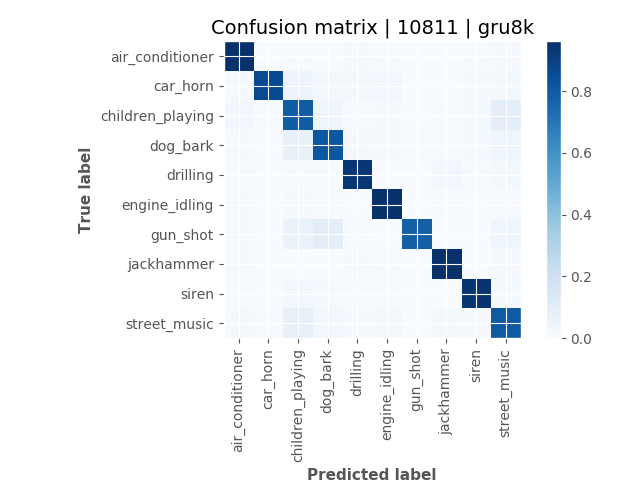 Confusion matrix | 10811 | gru8k
air_conditioner
car_horn
children_playing
dog_bark
drilling
engine_idling
gun_shot
jackhammer
siren
street_music
True label
0.8
0.6
0.4
0.2
0.0
air_conditioner
car_horn
children_playing
dog_bark
drilling
engine_idling
gun_shot
jackhammer
siren
street_music
Predicted label